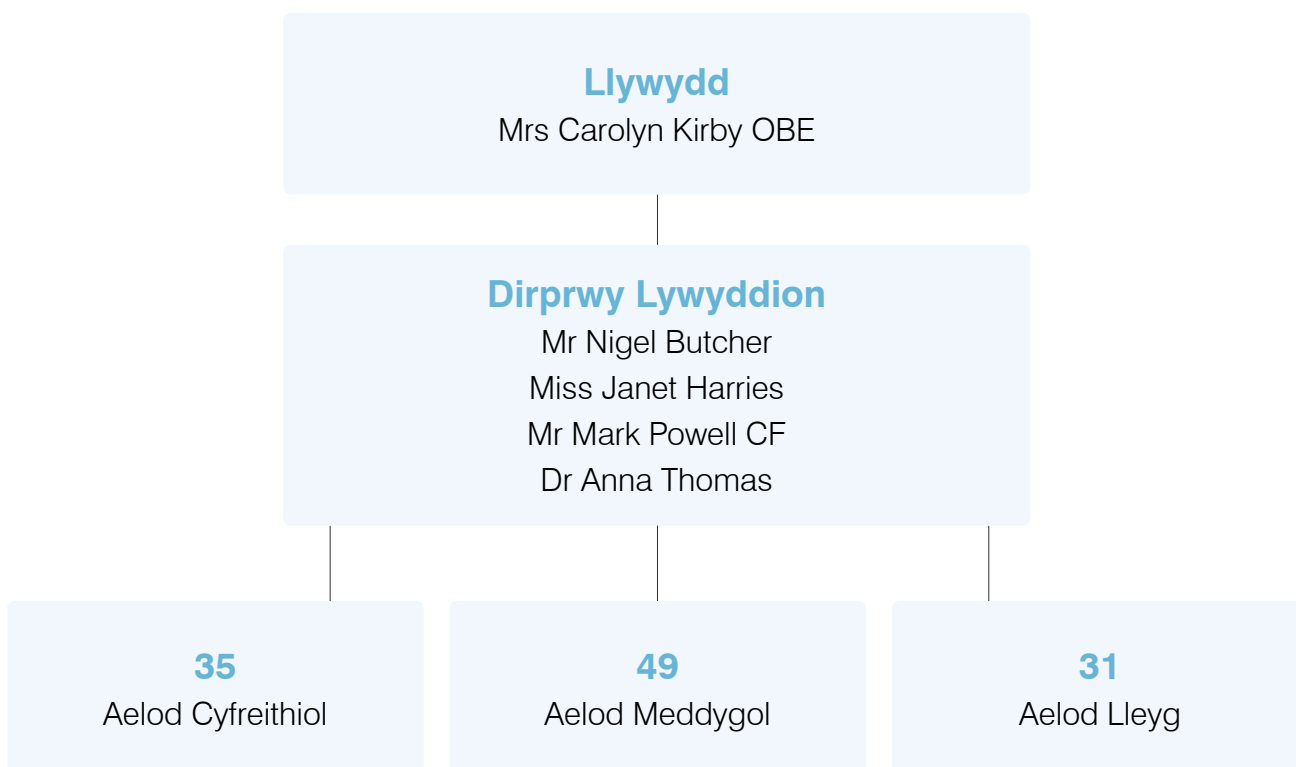 Llywydd
Mrs Carolyn Kirby OBE
Dirprwy Lywyddion
Mr Nigel Butcher
Miss Janet Harries
Mr Mark Powell CF
Dr Anna Thomas
35
Aelod Cyfreithiol
49
Aelod Meddygol
31
Aelod Lleyg